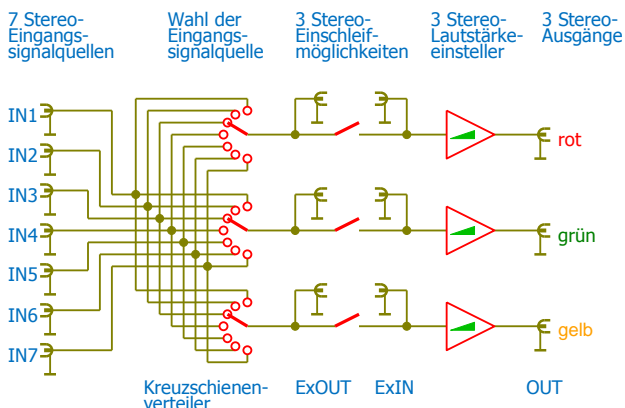 7 Stereo-
Eingangs-
signalquellen
Wahl der
Eingangs-
signalquelle
3 Stereo-
Einschleif-
möglichkeiten
3 Stereo-
Lautstärke-
einsteller
3 Stereo-
Ausgänge
IN1
IN2
IN3
IN4
IN5
IN6
IN7
rot
grün
gelb
Kreuzschienen-
verteiler
ExOUT
ExIN
OUT